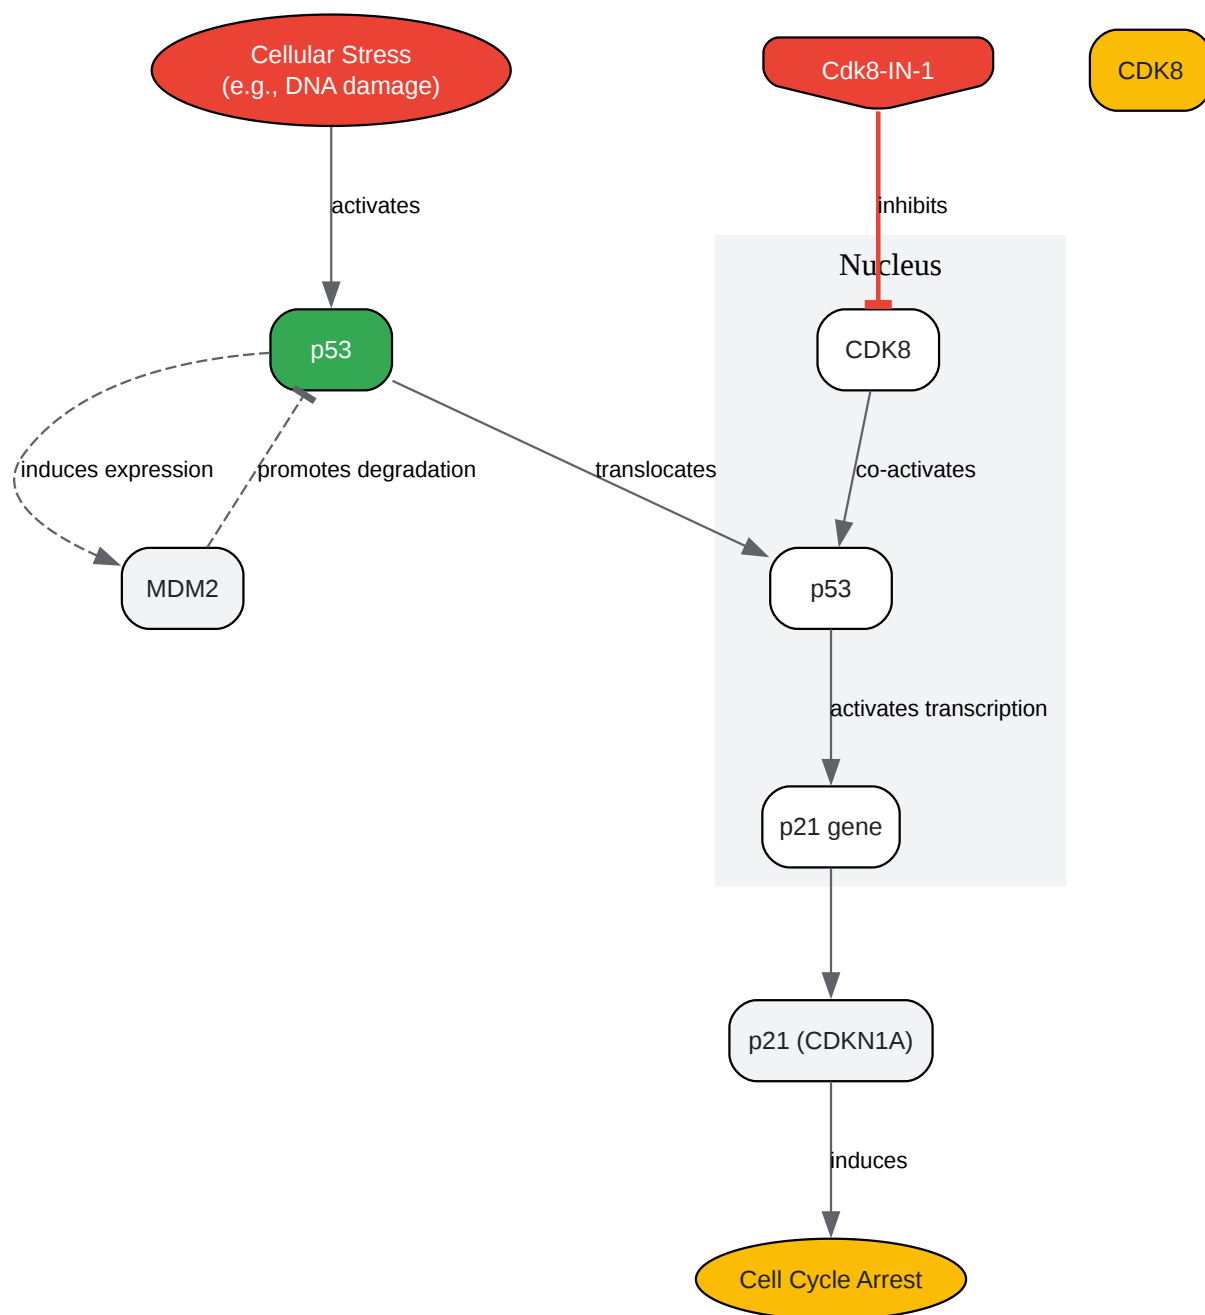 Cellular Stress
(e.g., DNA damage)
Cdk8-IN-1
CDK8
activates
inhibits
Nucleus
p53
CDK8
induces expression
promotes degradation
translocates
co-activates
MDM2
p53
activates transcription
p21 gene
p21 (CDKN1A)
induces
Cell Cycle Arrest